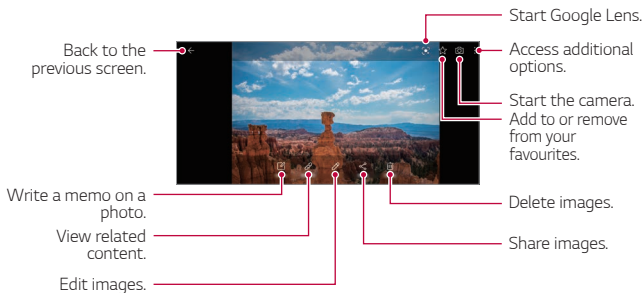 Start Google Lens.
Back to the
previous screen.
Access additional
options.
Start the camera.
Add to or remove
from your
favourites.
Write a memo on a
photo.
Delete images.
View related
content.
Share images.
Edit images.